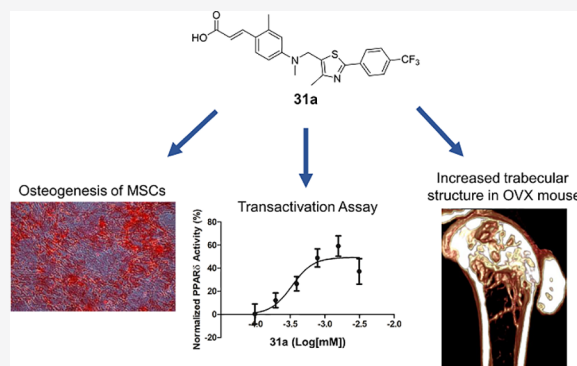 O
HO
N
S
N
CF₃
31a
Osteogenesis of MSCs
Transactivation Assay
Increased trabecular
structure in OVX mouse
Normalized PPARδ Activity (%)
80
60
40
20
0
-4.0
-3.5
-3.0
-2.5
-2.0
31a (Log[mM])